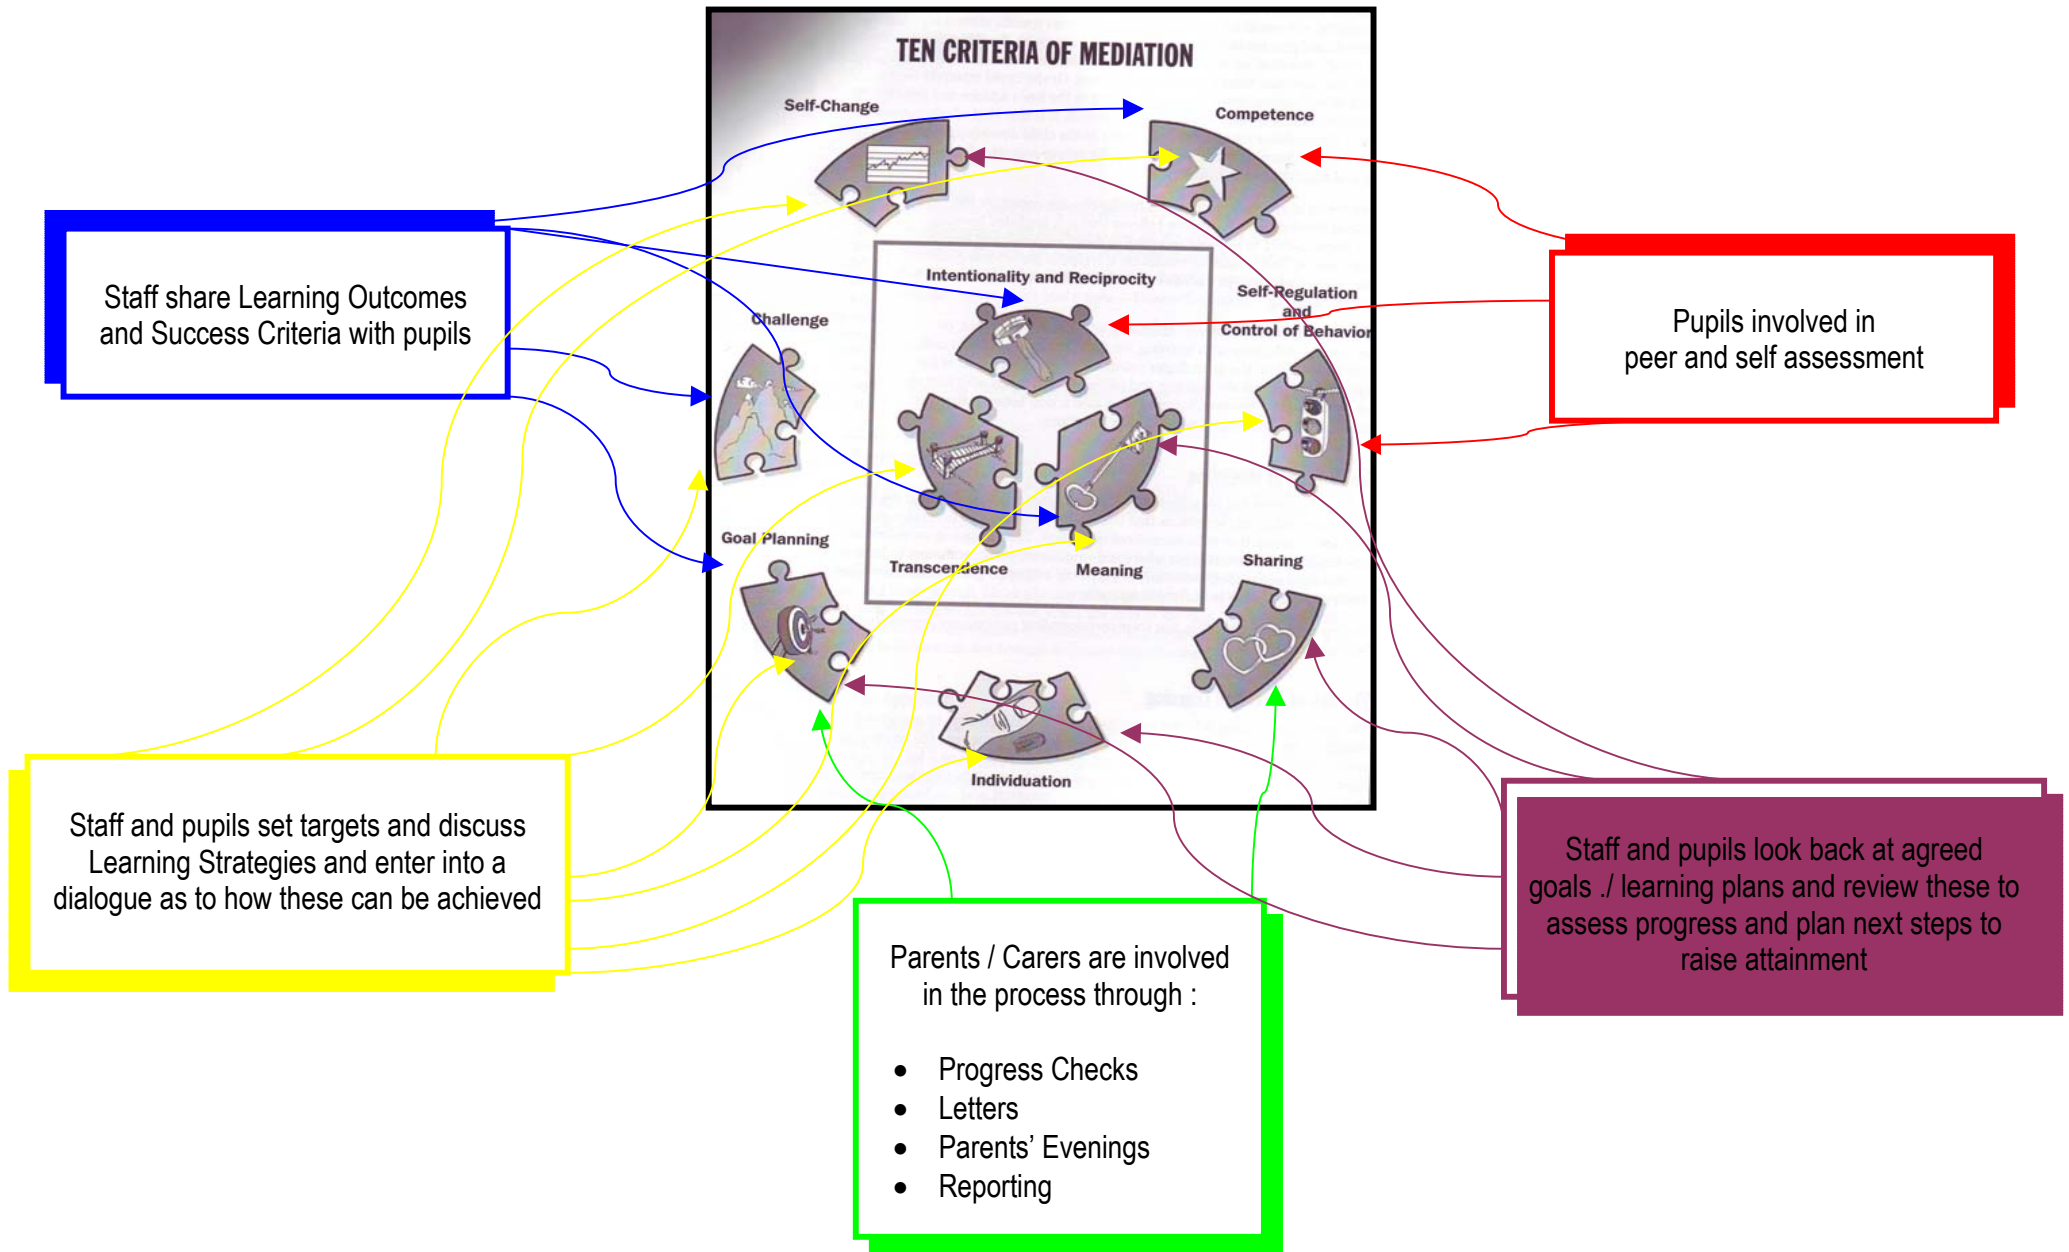 TEN CRITERIA OF MEDIATION
Self-Change
Competence
Staff share Learning Outcomes
and Success Criteria with pupils
Intentionality and Reciprocity
Self-Regulation
and
Control of Behavior
Challenge
Pupils involved in
peer and self assessment
Goal Planning
Transcendence
Meaning
Sharing
Individuation
Staff and pupils set targets and discuss
Learning Strategies and enter into a
dialogue as to how these can be achieved
Staff and pupils look back at agreed
goals ./ learning plans and review these to
assess progress and plan next steps to
raise attainment
Parents / Carers are involved
in the process through :
• Progress Checks
• Letters
• Parents’ Evenings
• Reporting